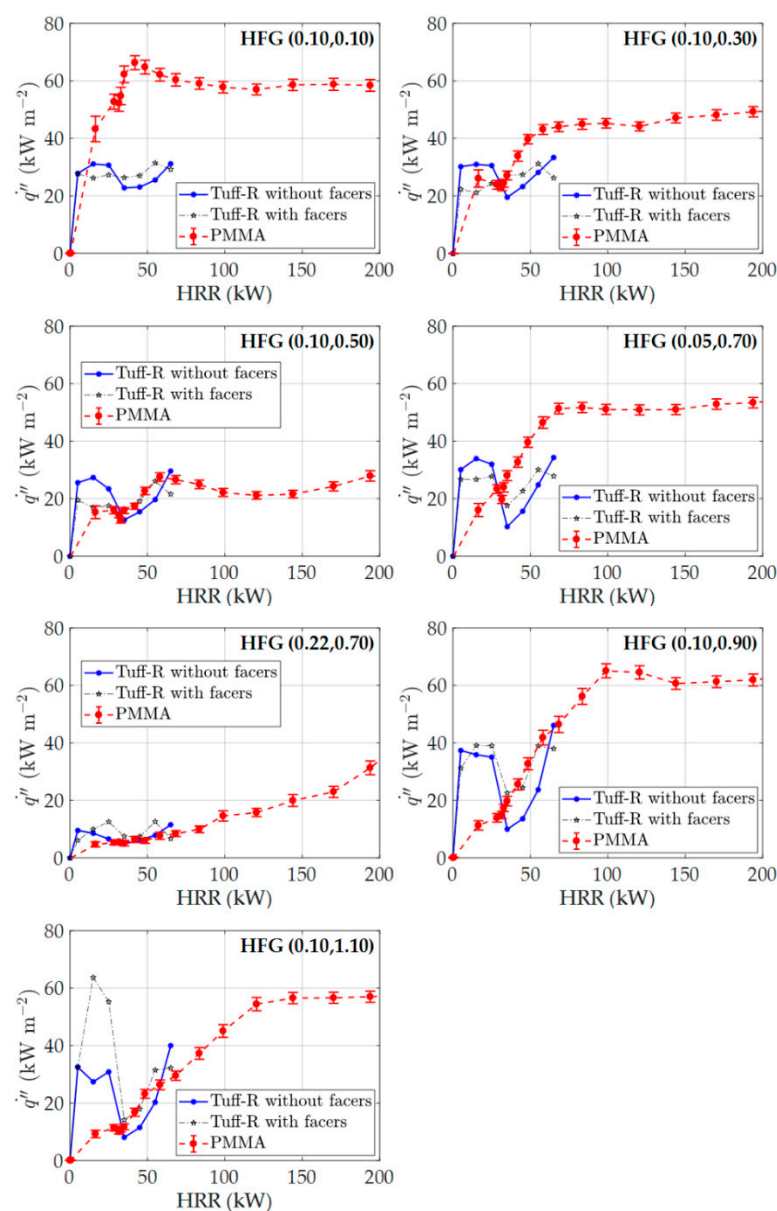 HFG (0.10,0.10)
80
60
40
20
0
q̇″ (kW m−2)
Tuff-R without facers
Tuff-R with facers
PMMA
0 50 100 150 200
HRR (kW)
HFG (0.10,0.30)
80
60
40
20
0
q̇″ (kW m−2)
Tuff-R without facers
Tuff-R with facers
PMMA
0 50 100 150 200
HRR (kW)
HFG (0.10,0.50)
80
60
40
20
0
q̇″ (kW m−2)
Tuff-R without facers
Tuff-R with facers
PMMA
0 50 100 150 200
HRR (kW)
HFG (0.05,0.70)
80
60
40
20
0
q̇″ (kW m−2)
Tuff-R without facers
Tuff-R with facers
PMMA
0 50 100 150 200
HRR (kW)
HFG (0.22,0.70)
80
60
40
20
0
q̇″ (kW m−2)
Tuff-R without facers
Tuff-R with facers
PMMA
0 50 100 150 200
HRR (kW)
HFG (0.10,0.90)
80
60
40
20
0
q̇″ (kW m−2)
Tuff-R without facers
Tuff-R with facers
PMMA
0 50 100 150 200
HRR (kW)
HFG (0.10,1.10)
80
60
40
20
0
q̇″ (kW m−2)
Tuff-R without facers
Tuff-R with facers
PMMA
0 50 100 150 200
HRR (kW)